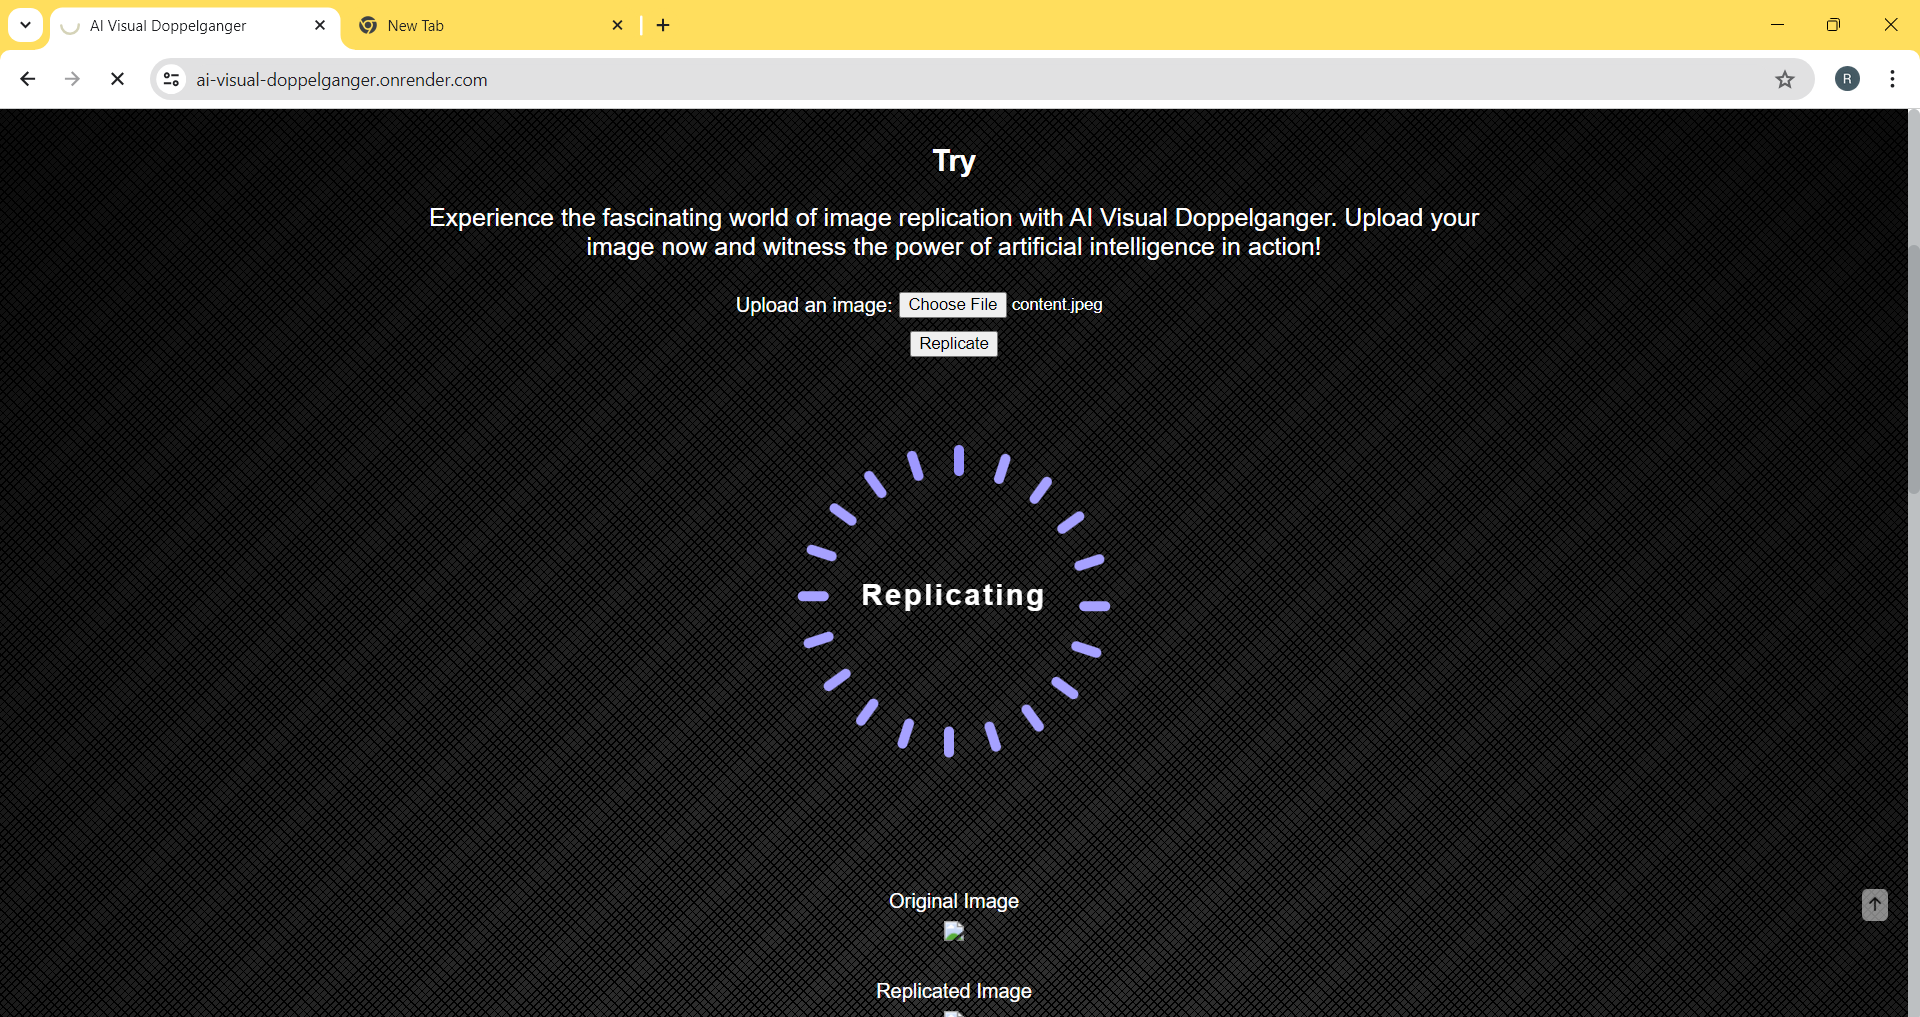 AI Visual Doppelganger
New Tab
ai-visual-doppelganger.onrender.com
R
Try
Experience the fascinating world of image replication with AI Visual Doppelganger. Upload your
image now and witness the power of artificial intelligence in action!
Upload an image: Choose File content.jpeg
Replicate
Replicating
Original Image
Replicated Image